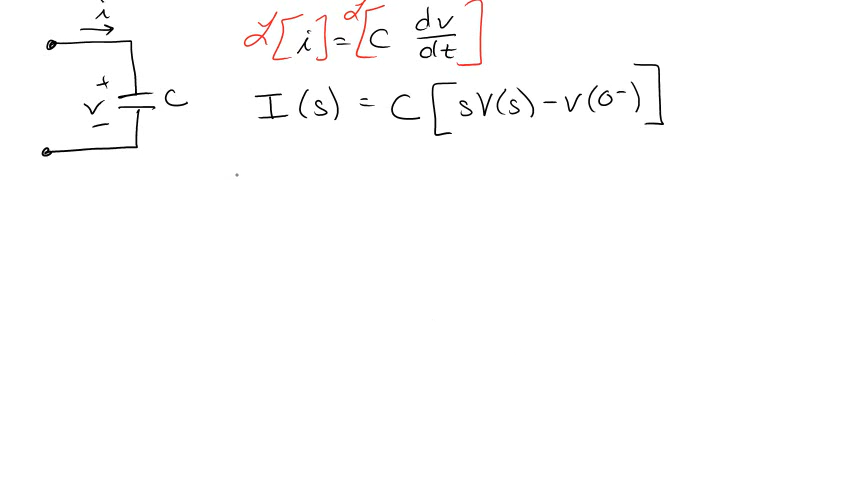 i
ℒ[i] = ℒ[C dv/dt]
+
v C
−
I(s) = C[sV(s) − v(0⁻)]